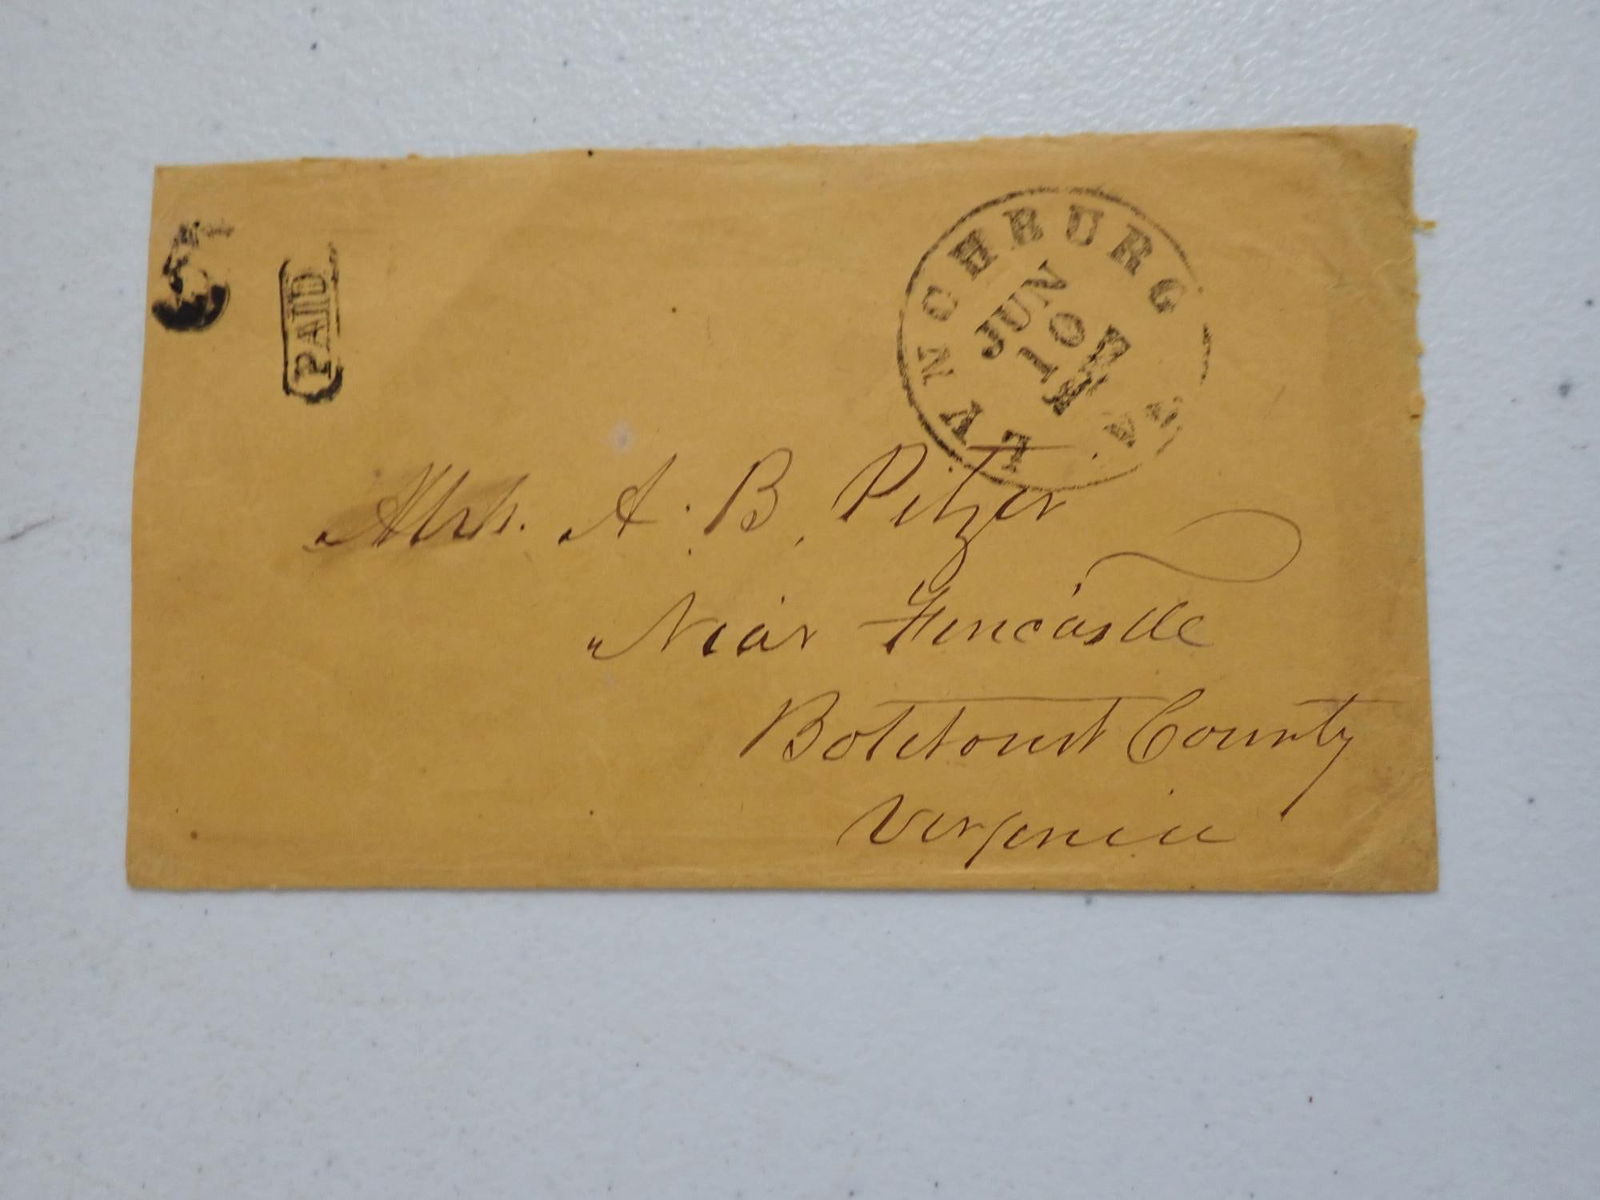 5
PAID
LYNCHBURG VA.
JUN
10
Mrs. A. B. Pitzer
Near Fincastle
Botetourt County
Virginia